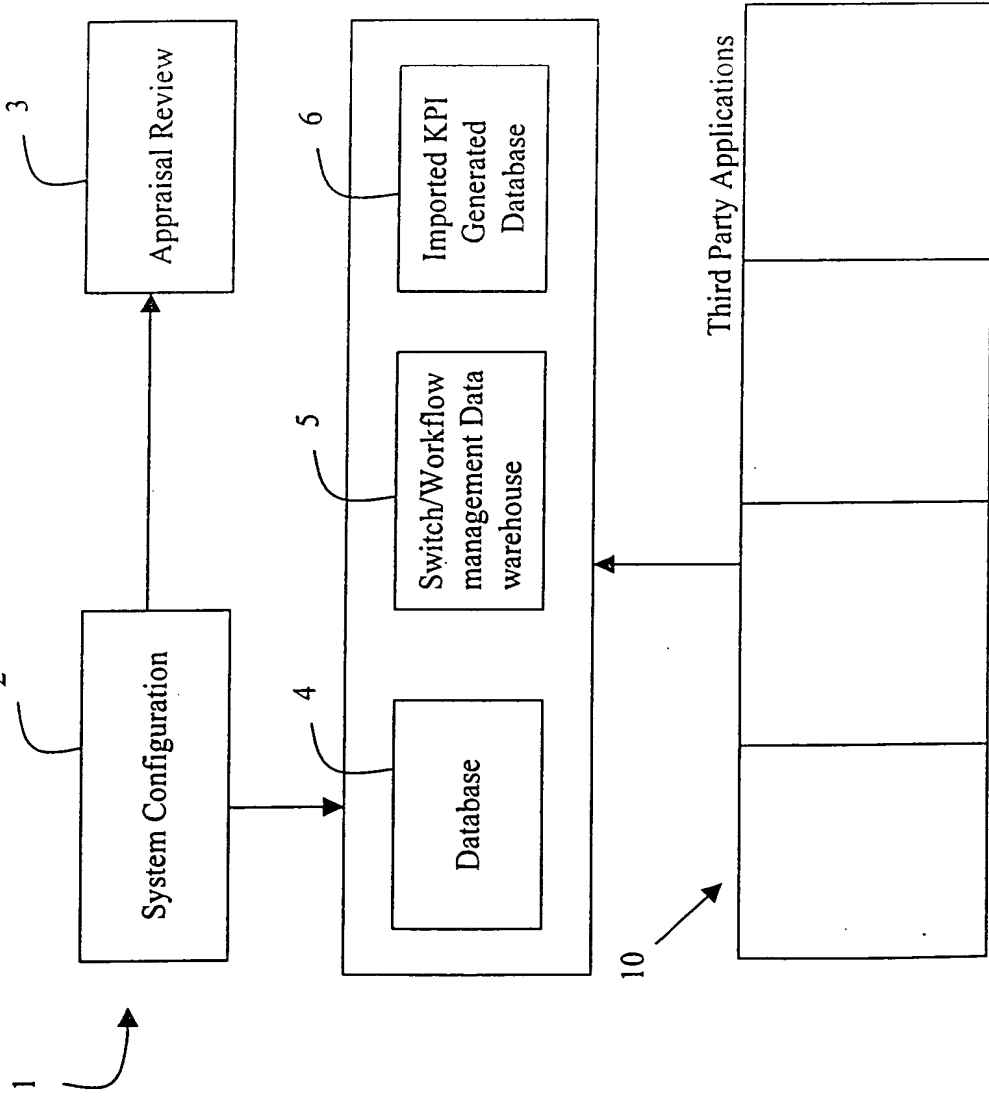 1
3
System Configuration
Appraisal Review
4
5
6
Database
Switch/Workflow
management Data
warehouse
Imported KPI
Generated
Database
10
Third Party Applications